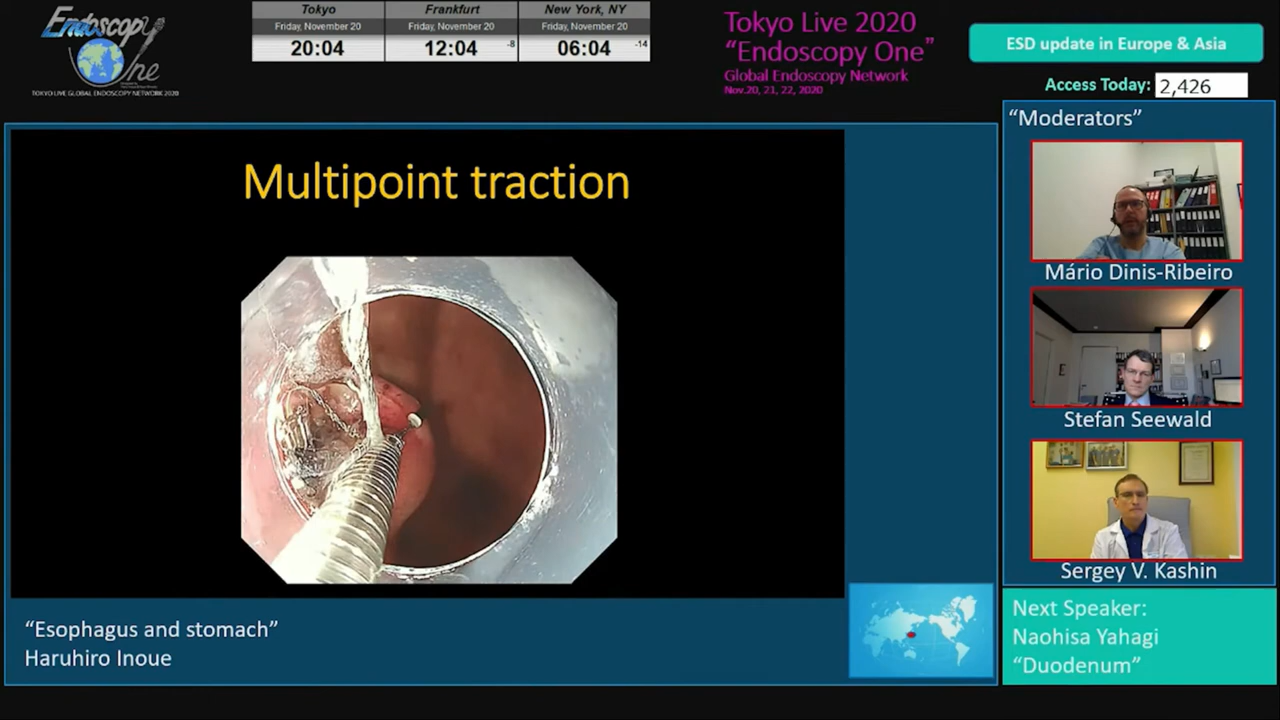 Endoscopy
One
TOKYO LIVE GLOBAL ENDOSCOPY NETWORK 2020
Tokyo
Friday, November 20
20:04
Frankfurt
Friday, November 20
12:04 -8
New York, NY
Friday, November 20
06:04 -14
Tokyo Live 2020
“Endoscopy One”
Global Endoscopy Network
Nov.20, 21, 22, 2020
ESD update in Europe & Asia
Access Today: 2,426
Multipoint traction
“Moderators”
Mário Dinis-Ribeiro
Stefan Seewald
Sergey V. Kashin
“Esophagus and stomach”
Haruhiro Inoue
Next Speaker:
Naohisa Yahagi
“Duodenum”